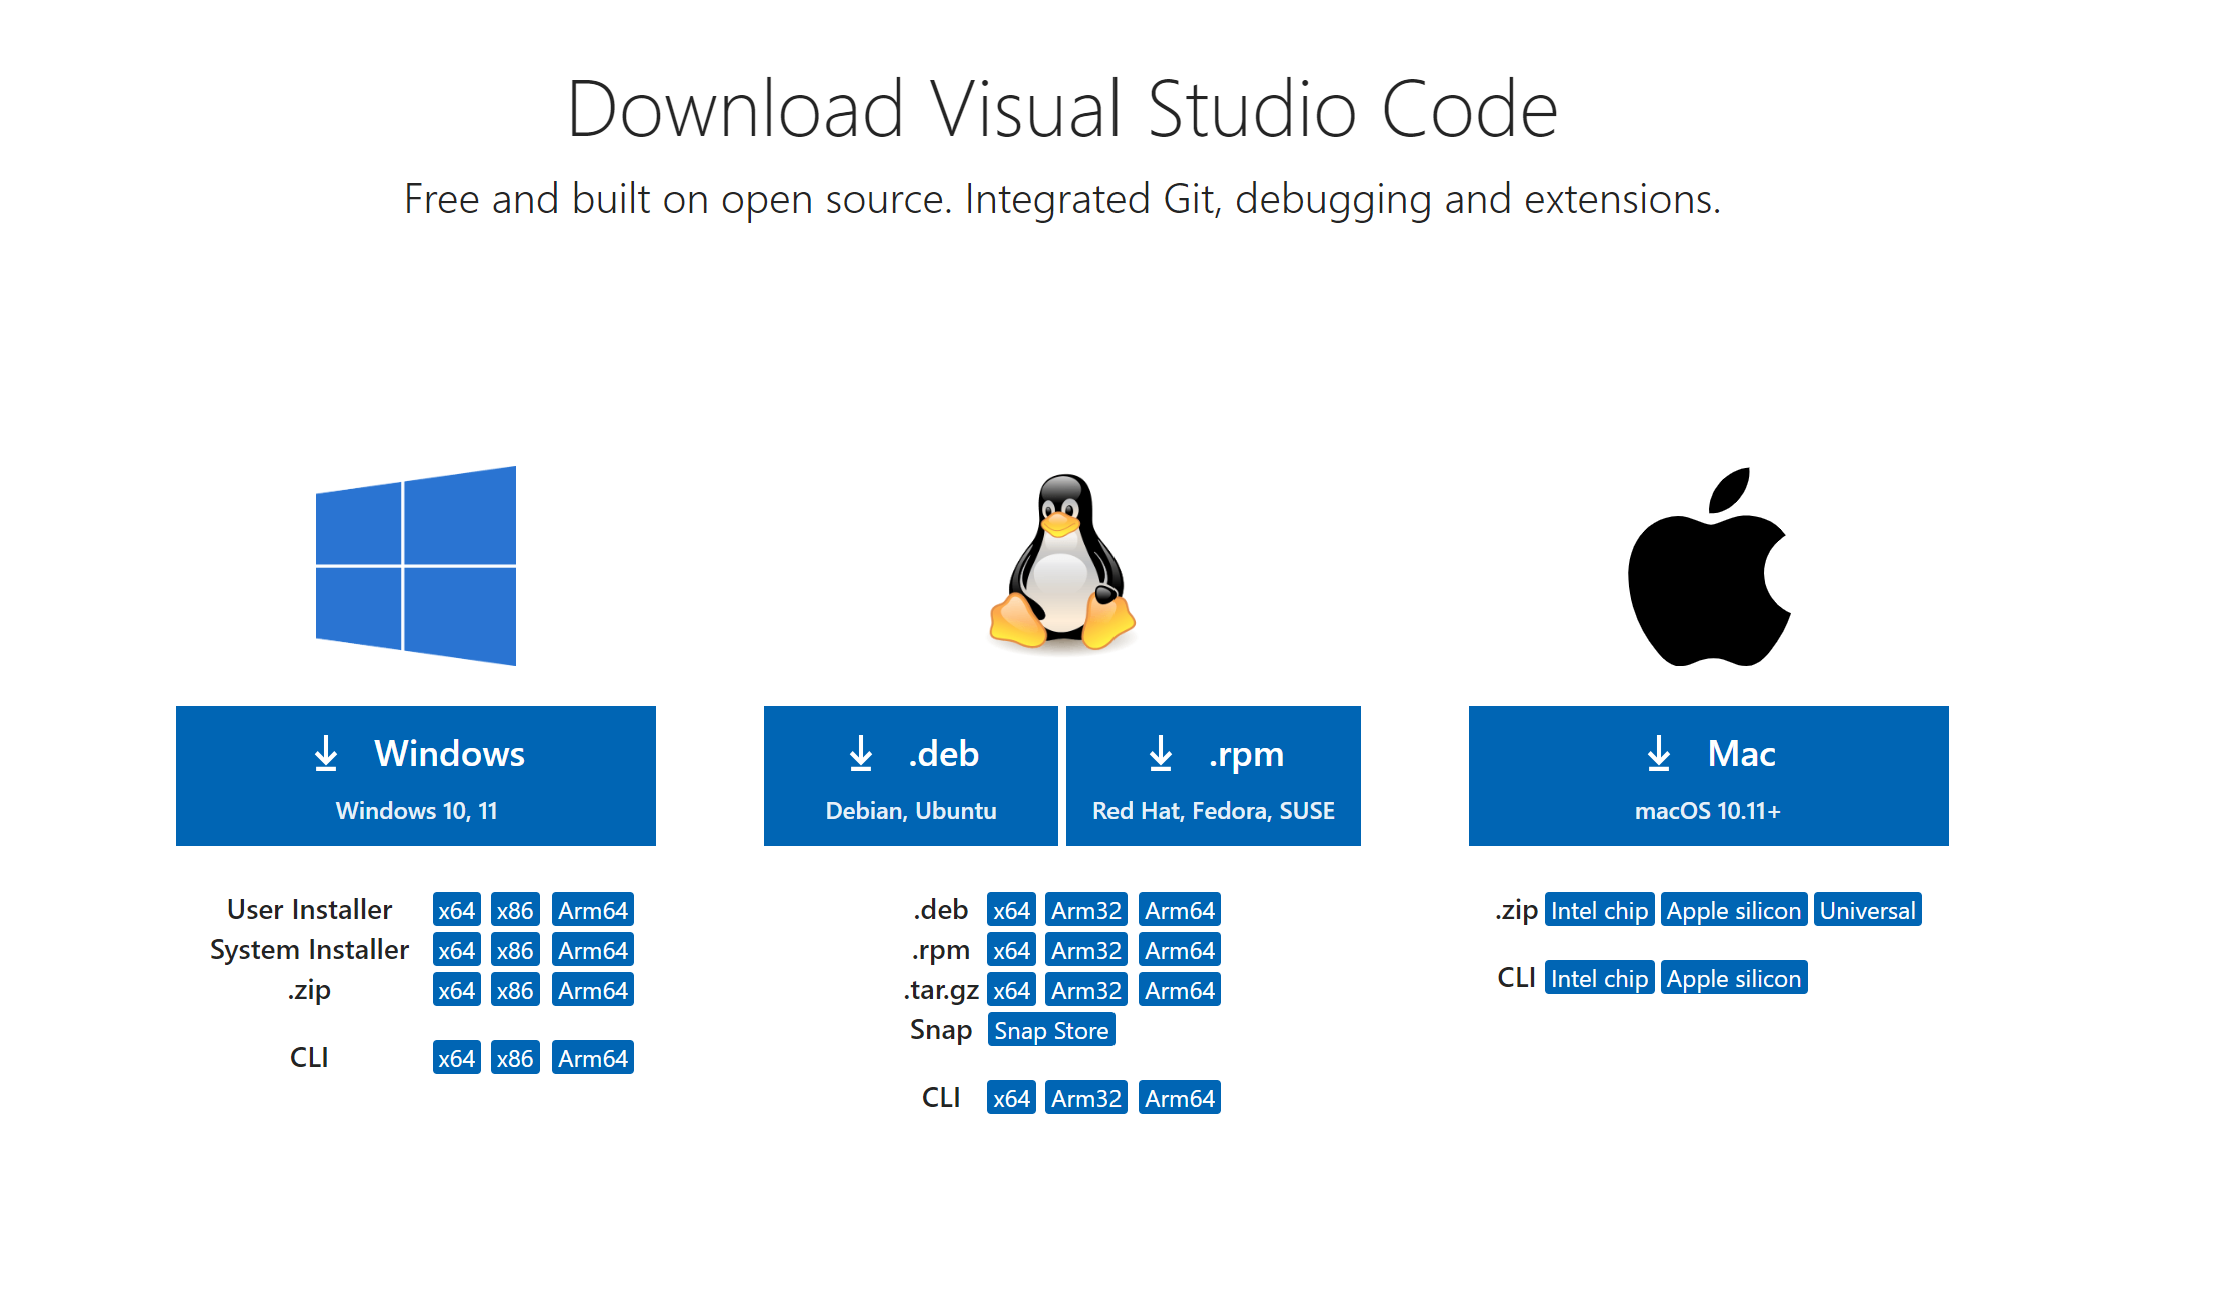 Download Visual Studio Code
Free and built on open source. Integrated Git, debugging and extensions.
Windows
Windows 10, 11
User Installer x64 x86 Arm64
System Installer x64 x86 Arm64
.zip x64 x86 Arm64
CLI x64 x86 Arm64
.deb
Debian, Ubuntu
.rpm
Red Hat, Fedora, SUSE
.deb x64 Arm32 Arm64
.rpm x64 Arm32 Arm64
.tar.gz x64 Arm32 Arm64
Snap Snap Store
CLI x64 Arm32 Arm64
Mac
macOS 10.11+
.zip Intel chip Apple silicon Universal
CLI Intel chip Apple silicon